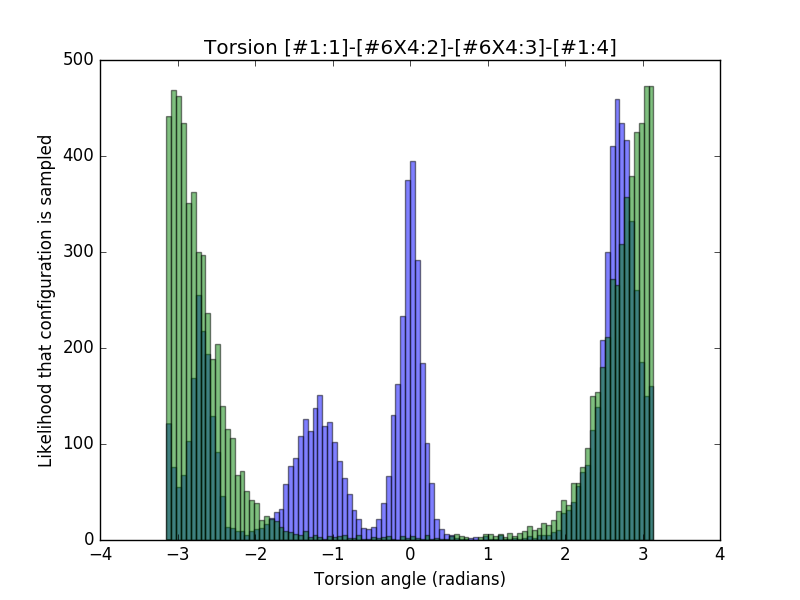 Torsion [#1:1]-[#6X4:2]-[#6X4:3]-[#1:4]
500
400
300
200
100
0
Likelihood that configuration is sampled
−4 −3 −2 −1 0 1 2 3 4
Torsion angle (radians)